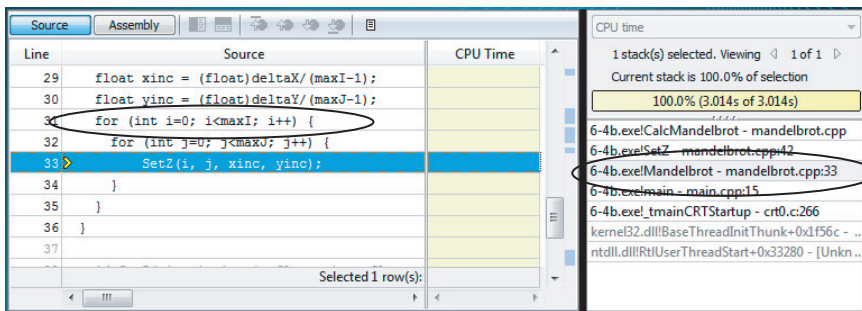 Source Assembly
Line Source CPU Time
29 float xinc = (float)deltaX/(maxI-1);
30 float yinc = (float)deltaY/(maxJ-1);
31 for (int i=0; i<maxI; i++) {
32 for (int j=0; j<maxJ; j++) {
33 SetZ(i, j, xinc, yinc);
34 }
35 }
36 }
37
Selected 1 row(s):
CPU time
1 stack(s) selected. Viewing 1 of 1
Current stack is 100.0% of selection
100.0% (3.014s of 3.014s)
6-4b.exe!CalcMandelbrot - mandelbrot.cpp
6-4b.exe!SetZ - mandelbrot.cpp:42
6-4b.exe!Mandelbrot - mandelbrot.cpp:33
6-4b.exe!main - main.cpp:15
6-4b.exe!_tmainCRTStartup - crt0.c:266
kernel32.dll!BaseThreadInitThunk+0x1f56c - ..
ntdll.dll!RtlUserThreadStart+0x33280 - [Unkn ..